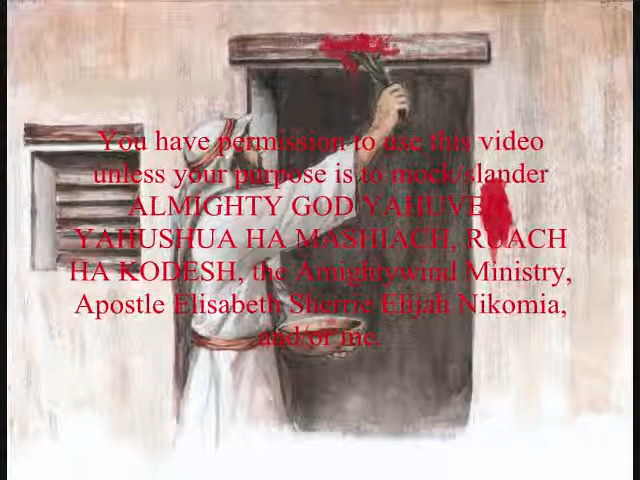 You have permission to use this video
unless your purpose is to mock/slander
ALMIGHTY GOD YAHUVEH,
YAHUSHUA HA MASHIACH, RUACH
HA KODESH, the Amightywind Ministry,
Apostle Elisabeth Sherrie Elijah Nikomia,
and/or me.